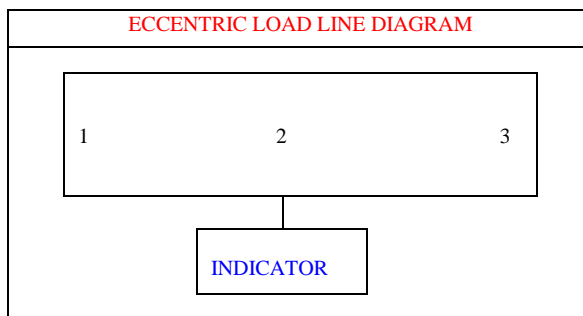 ECCENTRIC LOAD LINE DIAGRAM
1 2 3
INDICATOR